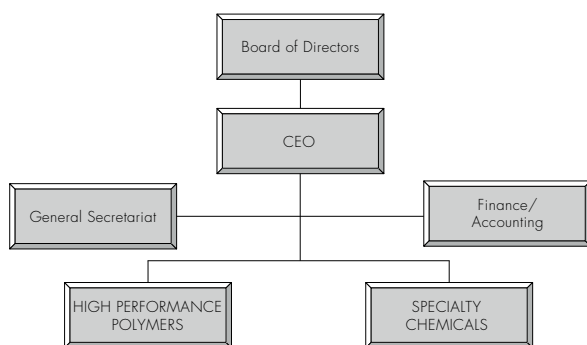 Board of Directors
CEO
General Secretariat
Finance/
Accounting
HIGH PERFORMANCE
POLYMERS
SPECIALTY
CHEMICALS